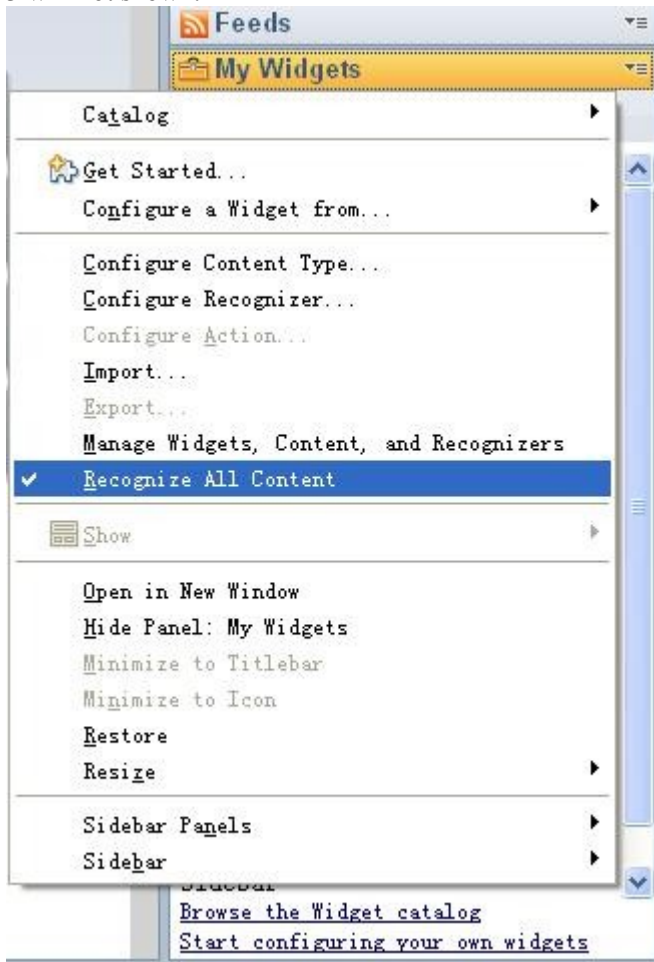 Feeds
My Widgets
Catalog
Get Started...
Configure a Widget from...
Configure Content Type...
Configure Recognizer...
Configure Action...
Import...
Export...
Manage Widgets, Content, and Recognizers
Recognize All Content
Show
Open in New Window
Hide Panel: My Widgets
Minimize to Titlebar
Minimize to Icon
Restore
Resize
Sidebar Panels
Sidebar
Browse the Widget catalog
Start configuring your own widgets